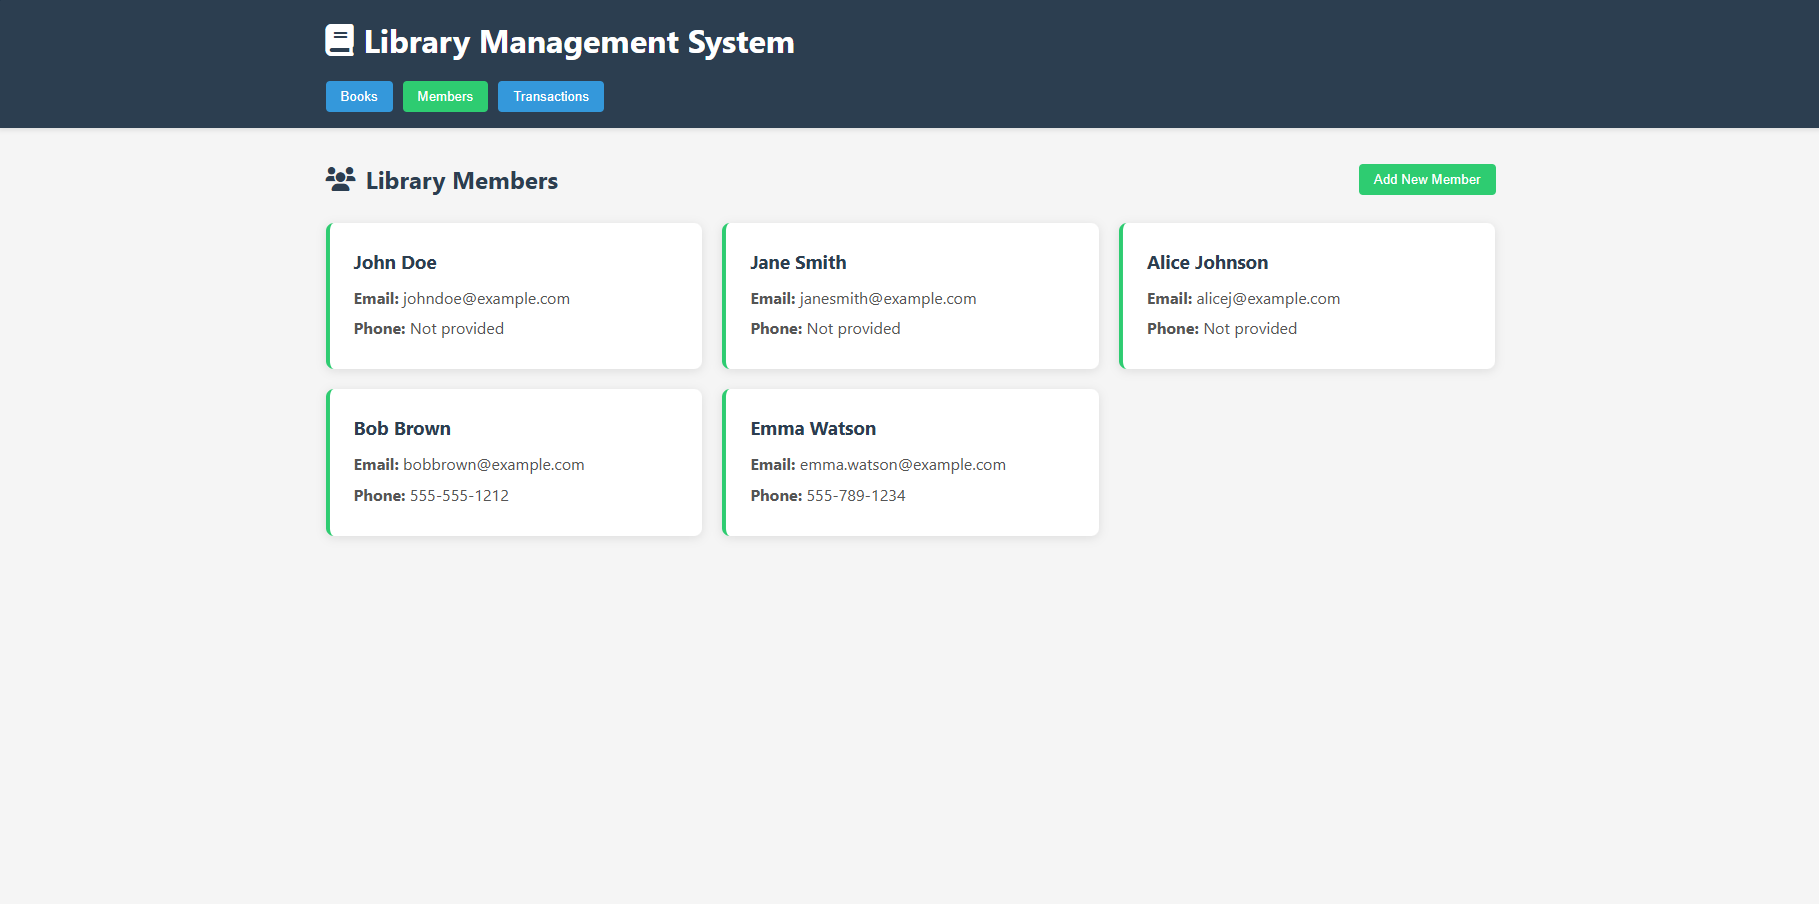 Library Management System
Books
Members
Transactions
Library Members
Add New Member
John Doe
Email: johndoe@example.com
Phone: Not provided
Jane Smith
Email: janesmith@example.com
Phone: Not provided
Alice Johnson
Email: alicej@example.com
Phone: Not provided
Bob Brown
Email: bobbrown@example.com
Phone: 555-555-1212
Emma Watson
Email: emma.watson@example.com
Phone: 555-789-1234